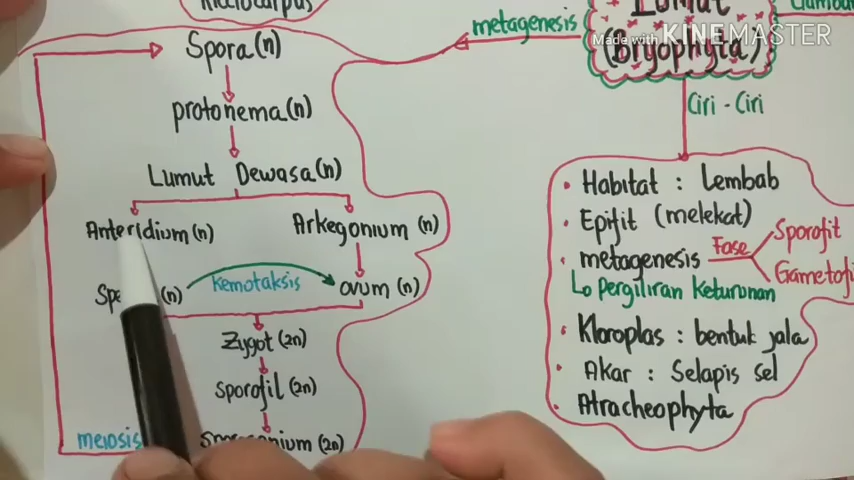 metagenesis
Lumut
(bryophyta)
Made with KINEMASTER
Spora (n)
protonema (n)
Lumut Dewasa (n)
Anteridium (n)
Arkegonium (n)
(n)
kemotaksis
ovum (n)
Zygot (2n)
sporofil (2n)
meiosis
(2n)
Ciri - Ciri
• Habitat : Lembab
• Epifit (melekat)
• metagenesis Fase Sporofit
Gametofi
Lo pergiliran Keturunan
• Kloroplas : bentuk jala
• Akar : Selapis sel
• Atracheophyta